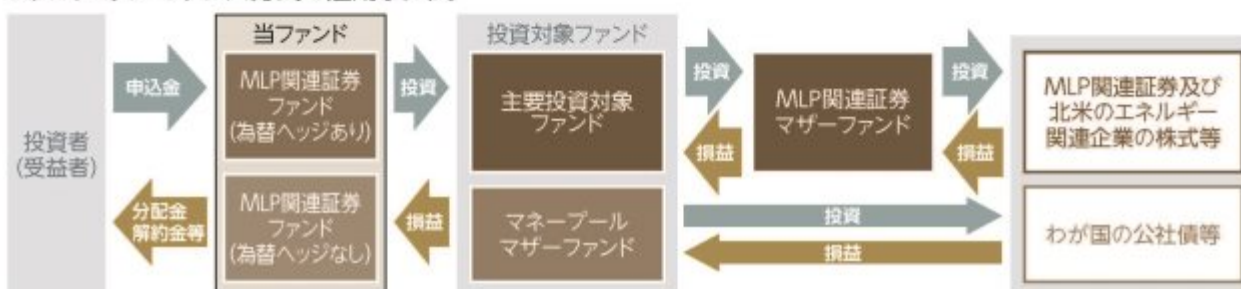 当ファンド
投資対象ファンド
投資者
(受益者)
申込金
分配金
解約金等
MLP関連証券
ファンド
(為替ヘッジあり)
MLP関連証券
ファンド
(為替ヘッジなし)
投資
損益
主要投資対象
ファンド
マネープール
マザーファンド
投資
損益
MLP関連証券
マザーファンド
投資
損益
投資
損益
MLP関連証券及び
北米のエネルギー
関連企業の株式等
わが国の公社債等